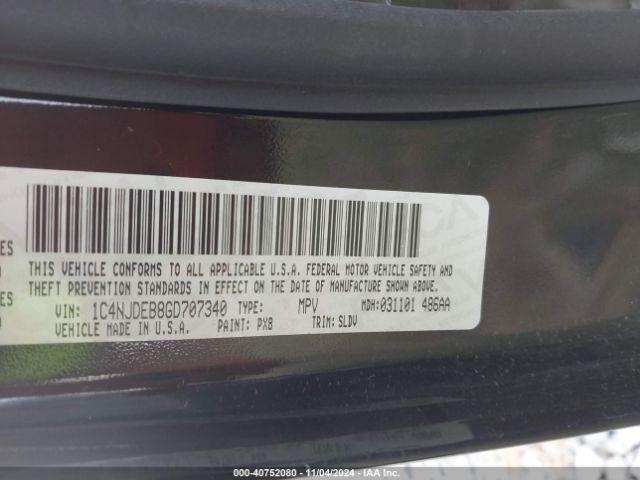 ES
THIS VEHICLE CONFORMS TO ALL APPLICABLE U.S.A. FEDERAL MOTOR VEHICLE SAFETY AND
THEFT PREVENTION STANDARDS IN EFFECT ON THE DATE OF MANUFACTURE SHOWN ABOVE.
ES
VIN: 1C4NJDEB8GD707340 TYPE: MPV MDH:031101 486AA
VEHICLE MADE IN U.S.A. PAINT: PX8 TRIM: SLDV
000-40752080 - 11/04/2024 - IAA Inc.